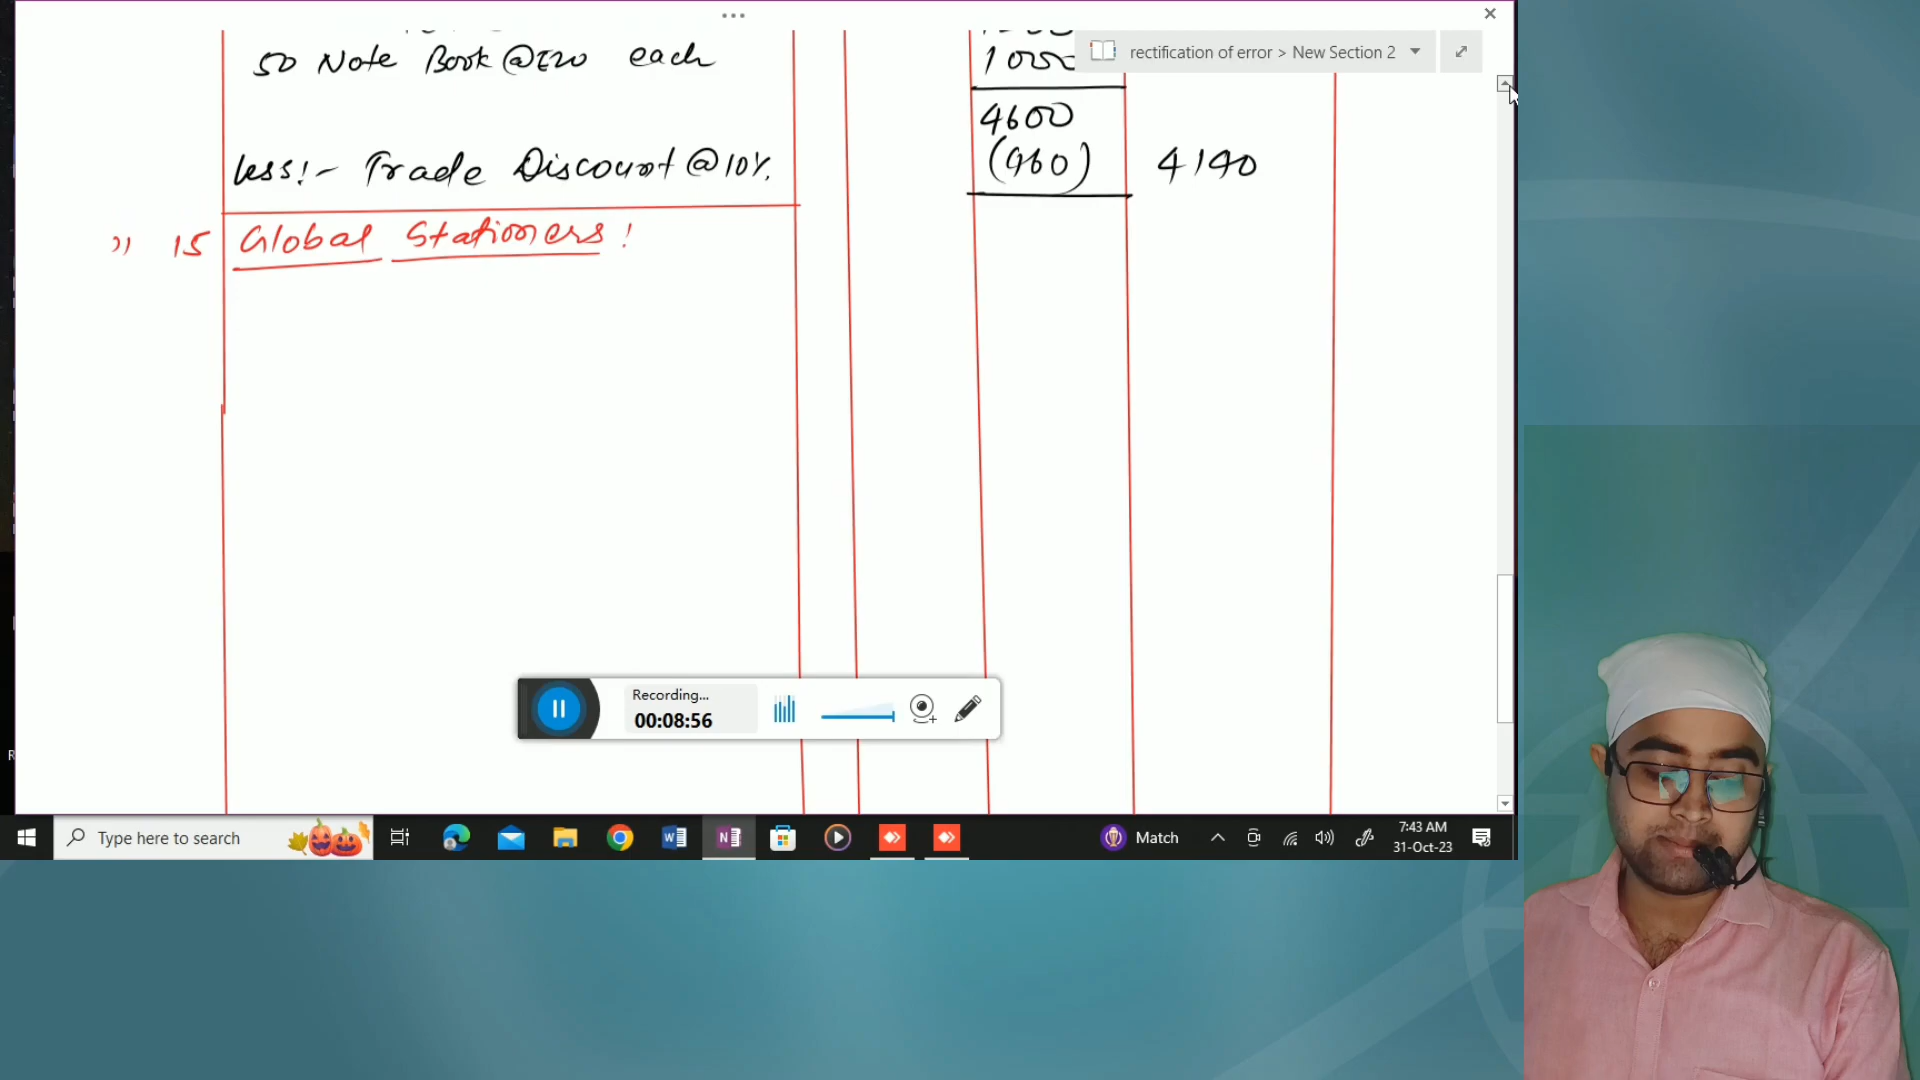 rectification of error > New Section 2
50 Note Book @ ₹20 each 1000
4600
Less:- Trade Discount @ 10%. (460) 4140
" 15 Global Stationers :
Recording...
00:08:56
Type here to search
Match
7:43 AM
31-Oct-23